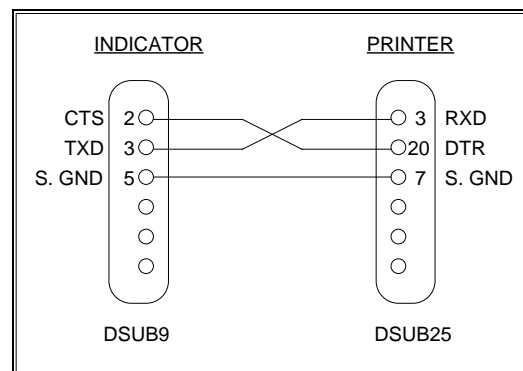 INDICATOR PRINTER
CTS 2 3 RXD
TXD 3 20 DTR
S. GND 5 7 S. GND
DSUB9 DSUB25